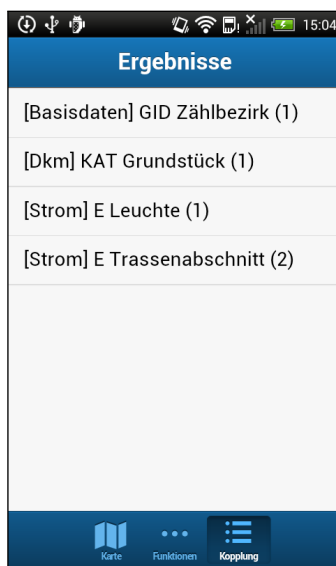 15:04
Ergebnisse
[Basisdaten] GID Zählbezirk (1)
[Dkm] KAT Grundstück (1)
[Strom] E Leuchte (1)
[Strom] E Trassenabschnitt (2)
Karte Funktionen Kopplung